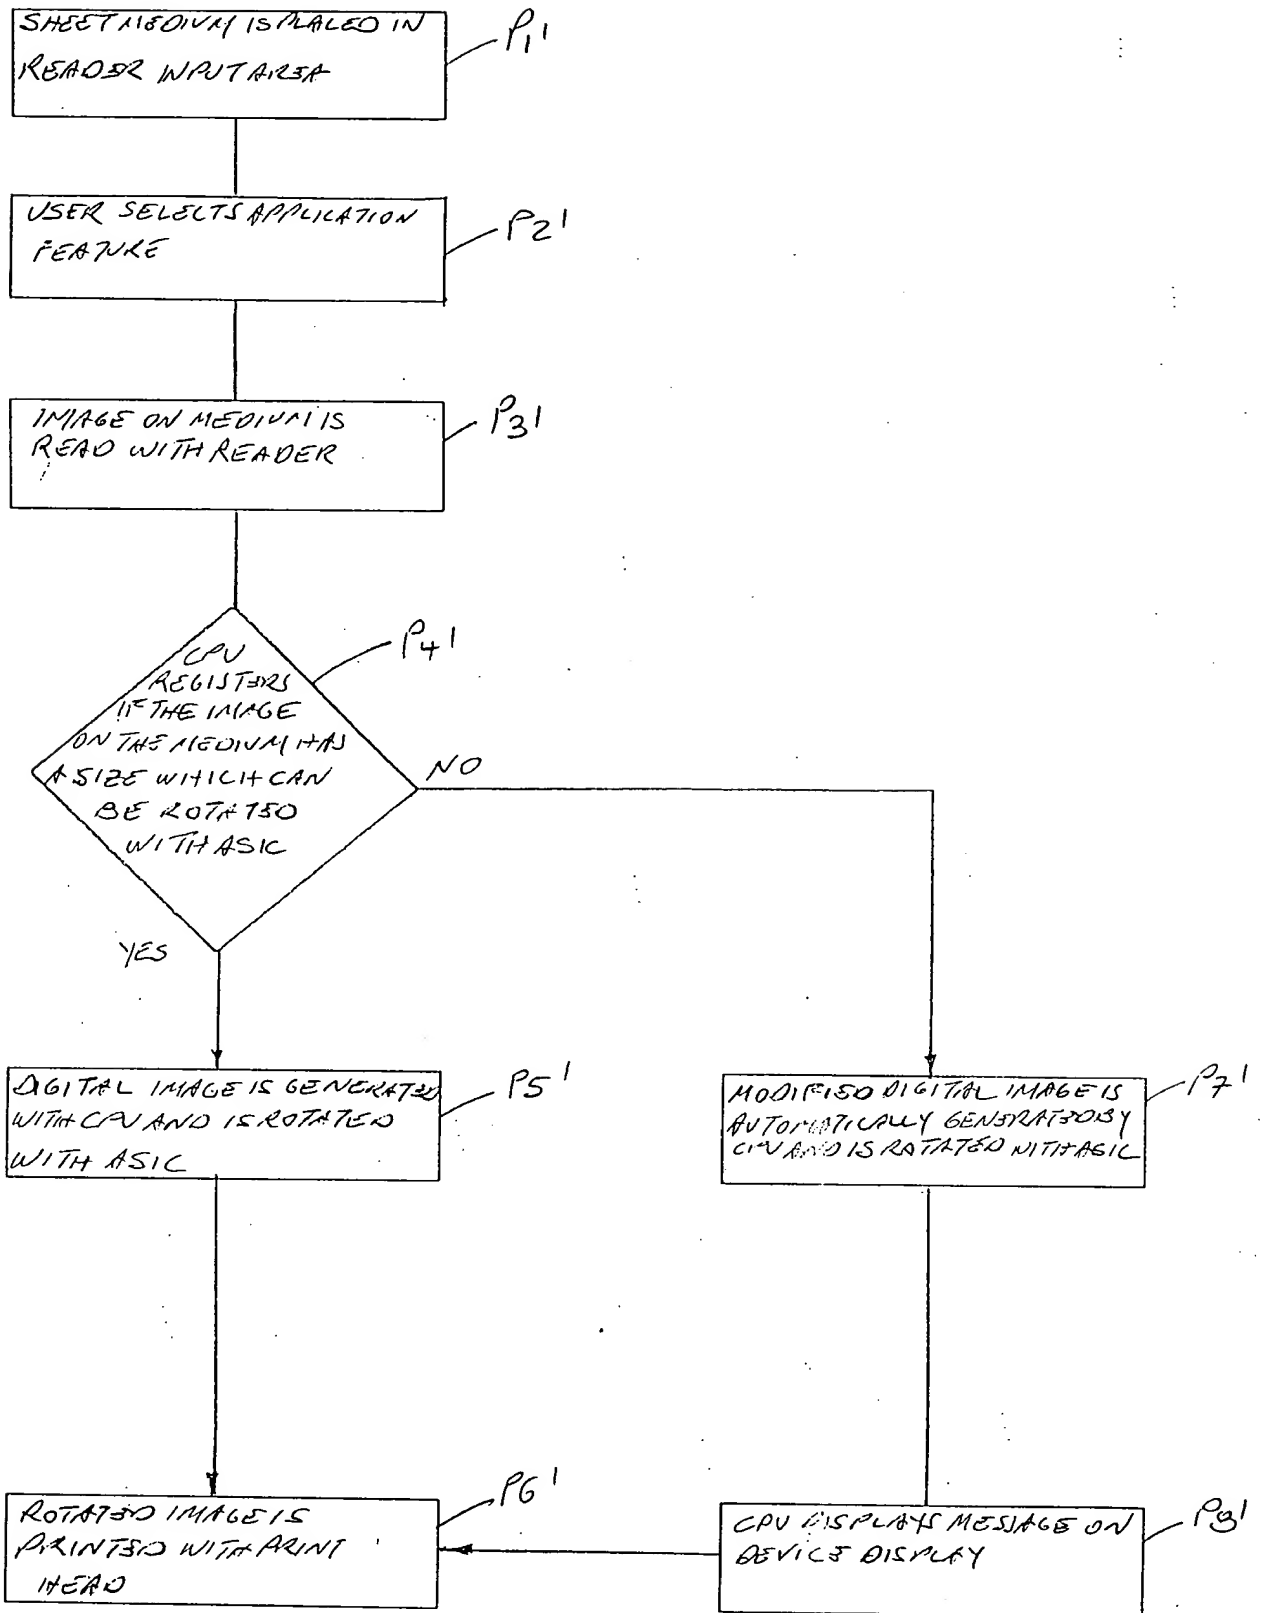 SHEET MEDIUM IS PLACED IN
READER INPUT AREA
P1'
USER SELECTS APPLICATION
FEATURE
P2'
IMAGE ON MEDIUM IS
READ WITH READER
P3'
CPU
REGISTERS
IF THE IMAGE
ON THE MEDIUM HAS
A SIZE WHICH CAN
BE ROTATED
WITH ASIC
P4'
NO
YES
DIGITAL IMAGE IS GENERATED
WITH CPU AND IS ROTATED
WITH ASIC
P5'
MODIFIED DIGITAL IMAGE IS
AUTOMATICALLY GENERATED BY
CPU AND IS ROTATED WITH ASIC
P7'
ROTATED IMAGE IS
PRINTED WITH PRINT
HEAD
P6'
CPU DISPLAYS MESSAGE ON
DEVICE DISPLAY
P8'